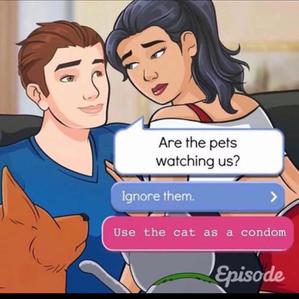 Are the pets
watching us?
Ignore them.
Use the cat as a condom
Episode